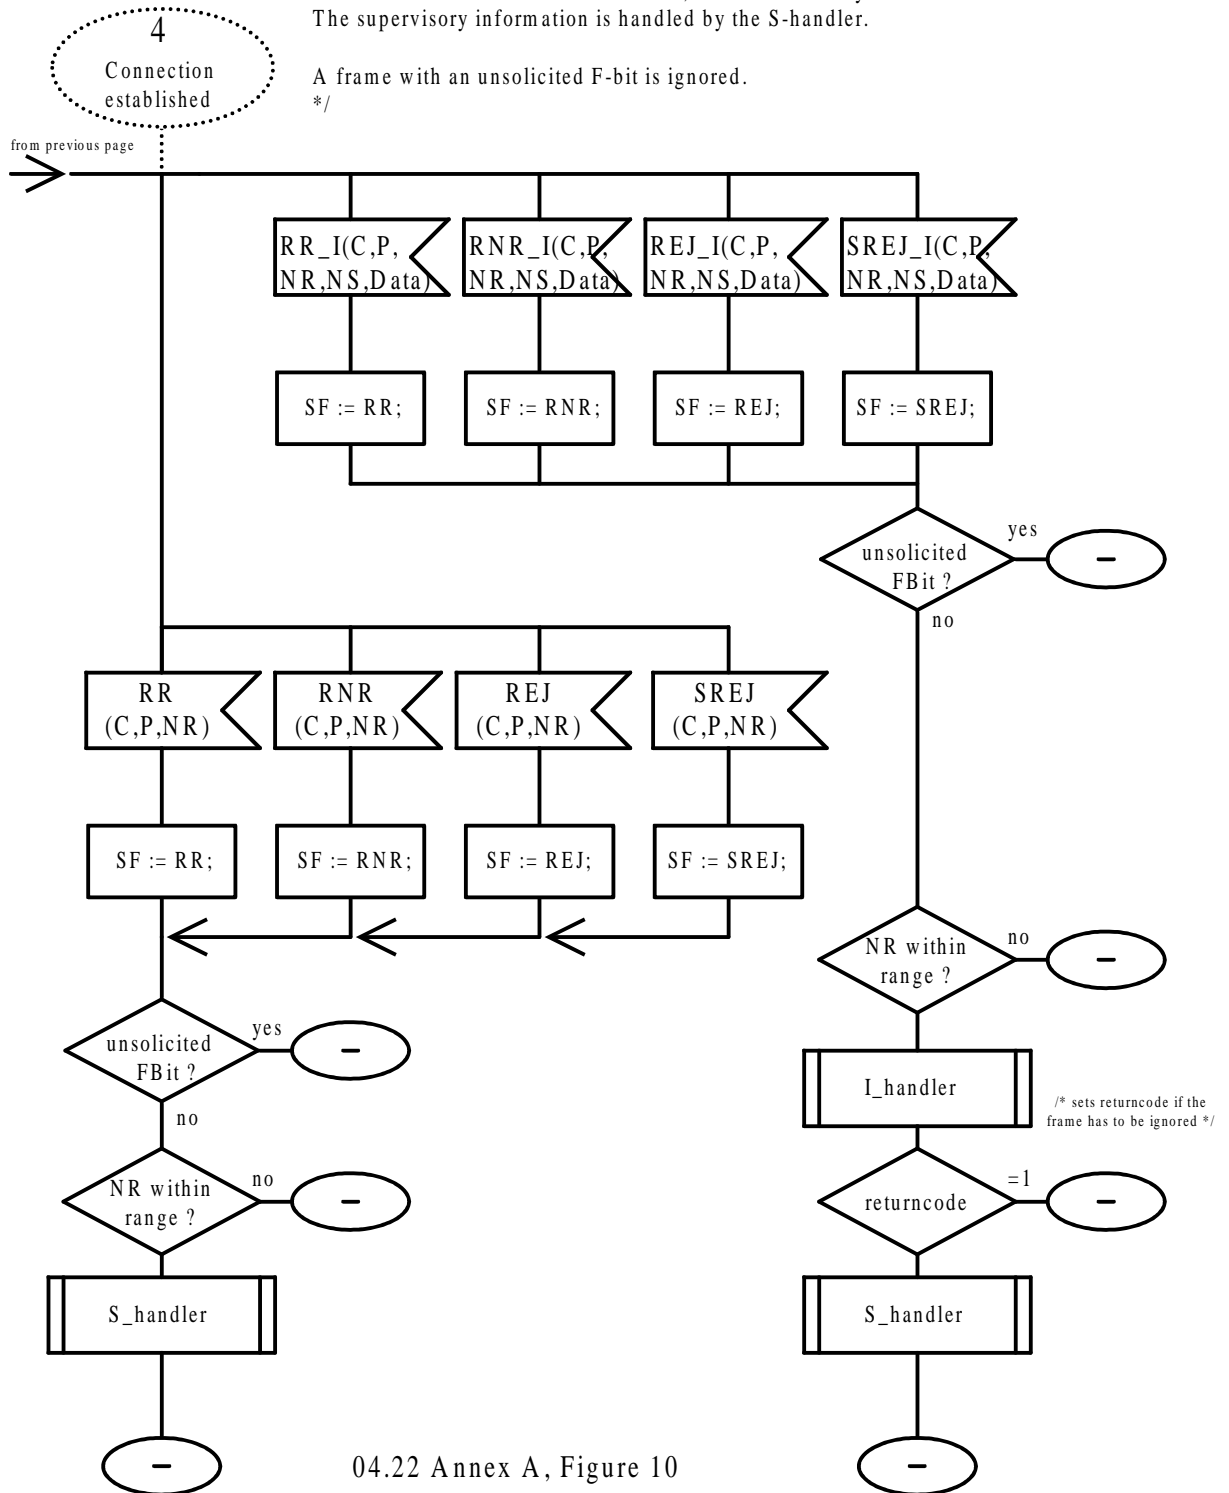 The supervisory information is handled by the S-handler.
A frame with an unsolicited F-bit is ignored.
*/
4
Connection
established
from previous page
RR_I(C,P,
NR,NS,Data)
RNR_I(C,P,
NR,NS,Data)
REJ_I(C,P,
NR,NS,Data)
SREJ_I(C,P,
NR,NS,Data)
SF := RR;
SF := RNR;
SF := REJ;
SF := SREJ;
unsolicited
FBit ?
yes
–
no
RR
(C,P,NR)
RNR
(C,P,NR)
REJ
(C,P,NR)
SREJ
(C,P,NR)
SF := RR;
SF := RNR;
SF := REJ;
SF := SREJ;
NR within
range ?
no
–
unsolicited
FBit ?
yes
–
no
I_handler
/* sets returncode if the
frame has to be ignored */
NR within
range ?
no
–
returncode
=1
–
S_handler
S_handler
–
–
04.22 Annex A, Figure 10